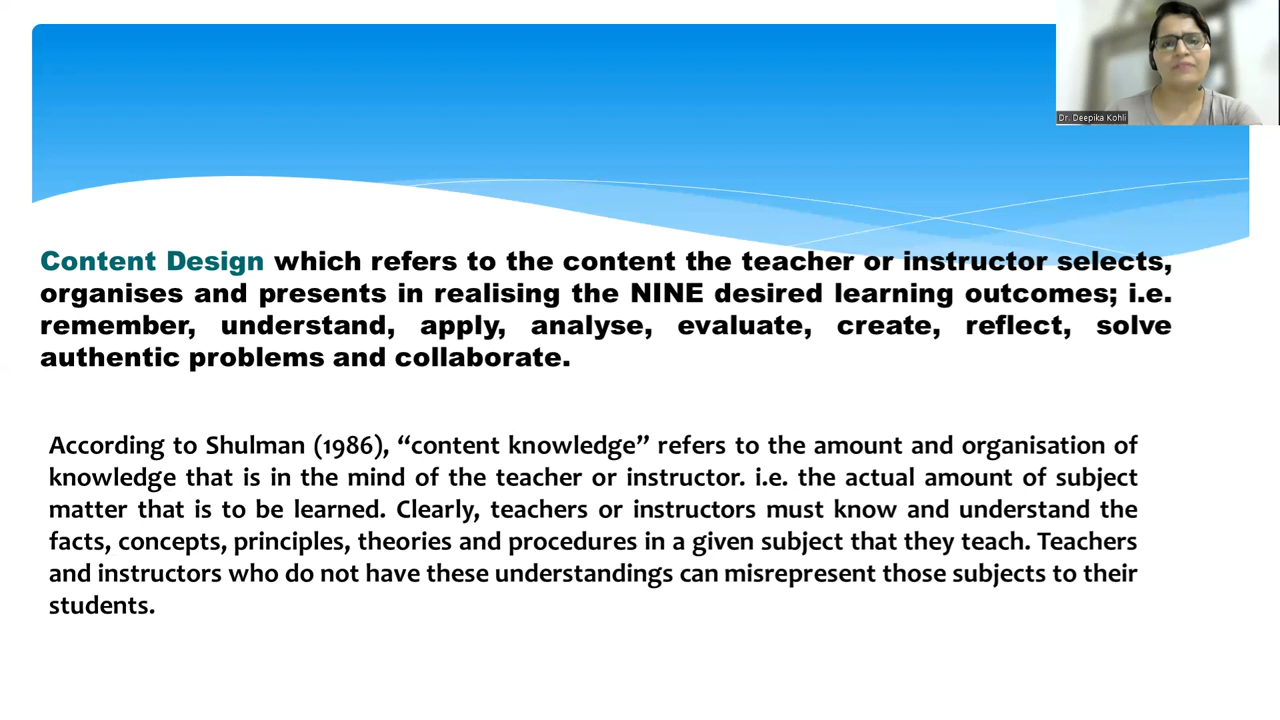 Dr. Deepika Kohli
Content Design which refers to the content the teacher or instructor selects,
organises and presents in realising the NINE desired learning outcomes; i.e.
remember, understand, apply, analyse, evaluate, create, reflect, solve
authentic problems and collaborate.
According to Shulman (1986), “content knowledge” refers to the amount and organisation of
knowledge that is in the mind of the teacher or instructor. i.e. the actual amount of subject
matter that is to be learned. Clearly, teachers or instructors must know and understand the
facts, concepts, principles, theories and procedures in a given subject that they teach. Teachers
and instructors who do not have these understandings can misrepresent those subjects to their
students.